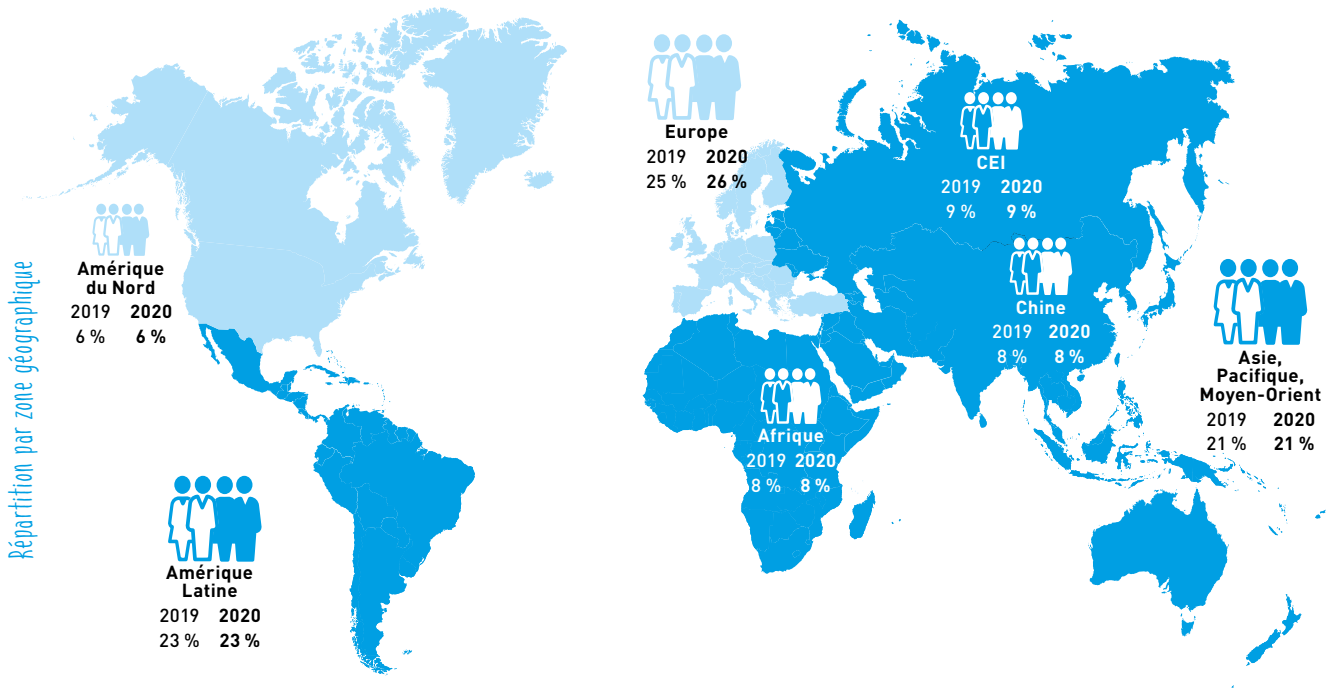 Répartition par zone géographique
Amérique
du Nord
2019 2020
6 % 6 %
Amérique
Latine
2019 2020
23 % 23 %
Europe
2019 2020
25 % 26 %
CEI
2019 2020
9 % 9 %
Chine
2019 2020
8 % 8 %
Afrique
2019 2020
8 % 8 %
Asie,
Pacifique,
Moyen-Orient
2019 2020
21 % 21 %